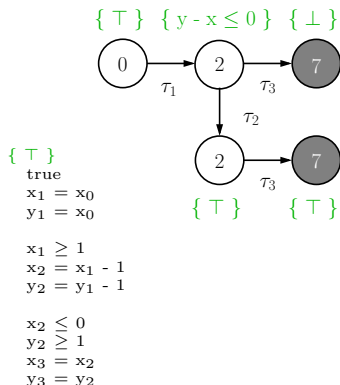 { ⊤ } { y - x ≤ 0 } { ⊥ }
0 2 7
τ₁ τ₃
τ₂
2 7
τ₃
{ ⊤ } { ⊤ }
{ ⊤ }
true
x₁ = x₀
y₁ = x₀
x₁ ≥ 1
x₂ = x₁ - 1
y₂ = y₁ - 1
x₂ ≤ 0
y₂ ≥ 1
x₃ = x₂
y₃ = y₂